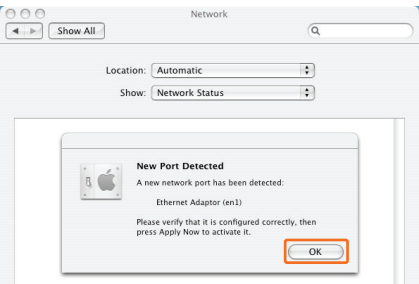 Network
Show All
Location: Automatic
Show: Network Status
New Port Detected
A new network port has been detected:
Ethernet Adaptor (en1)
Please verify that it is configured correctly, then
press Apply Now to activate it.
OK